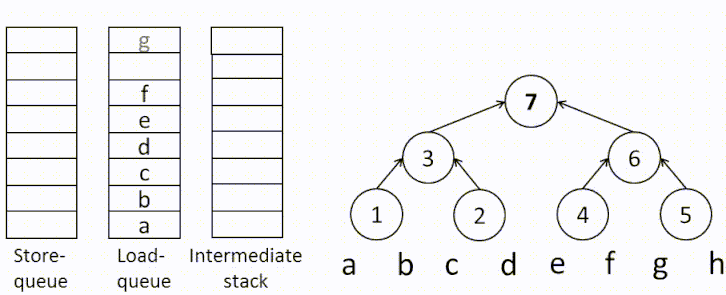 g
f
e
d
c
b
a
Store-
queue
Load-
queue
Intermediate
stack
7
3 6
1 2 4 5
a b c d e f g h